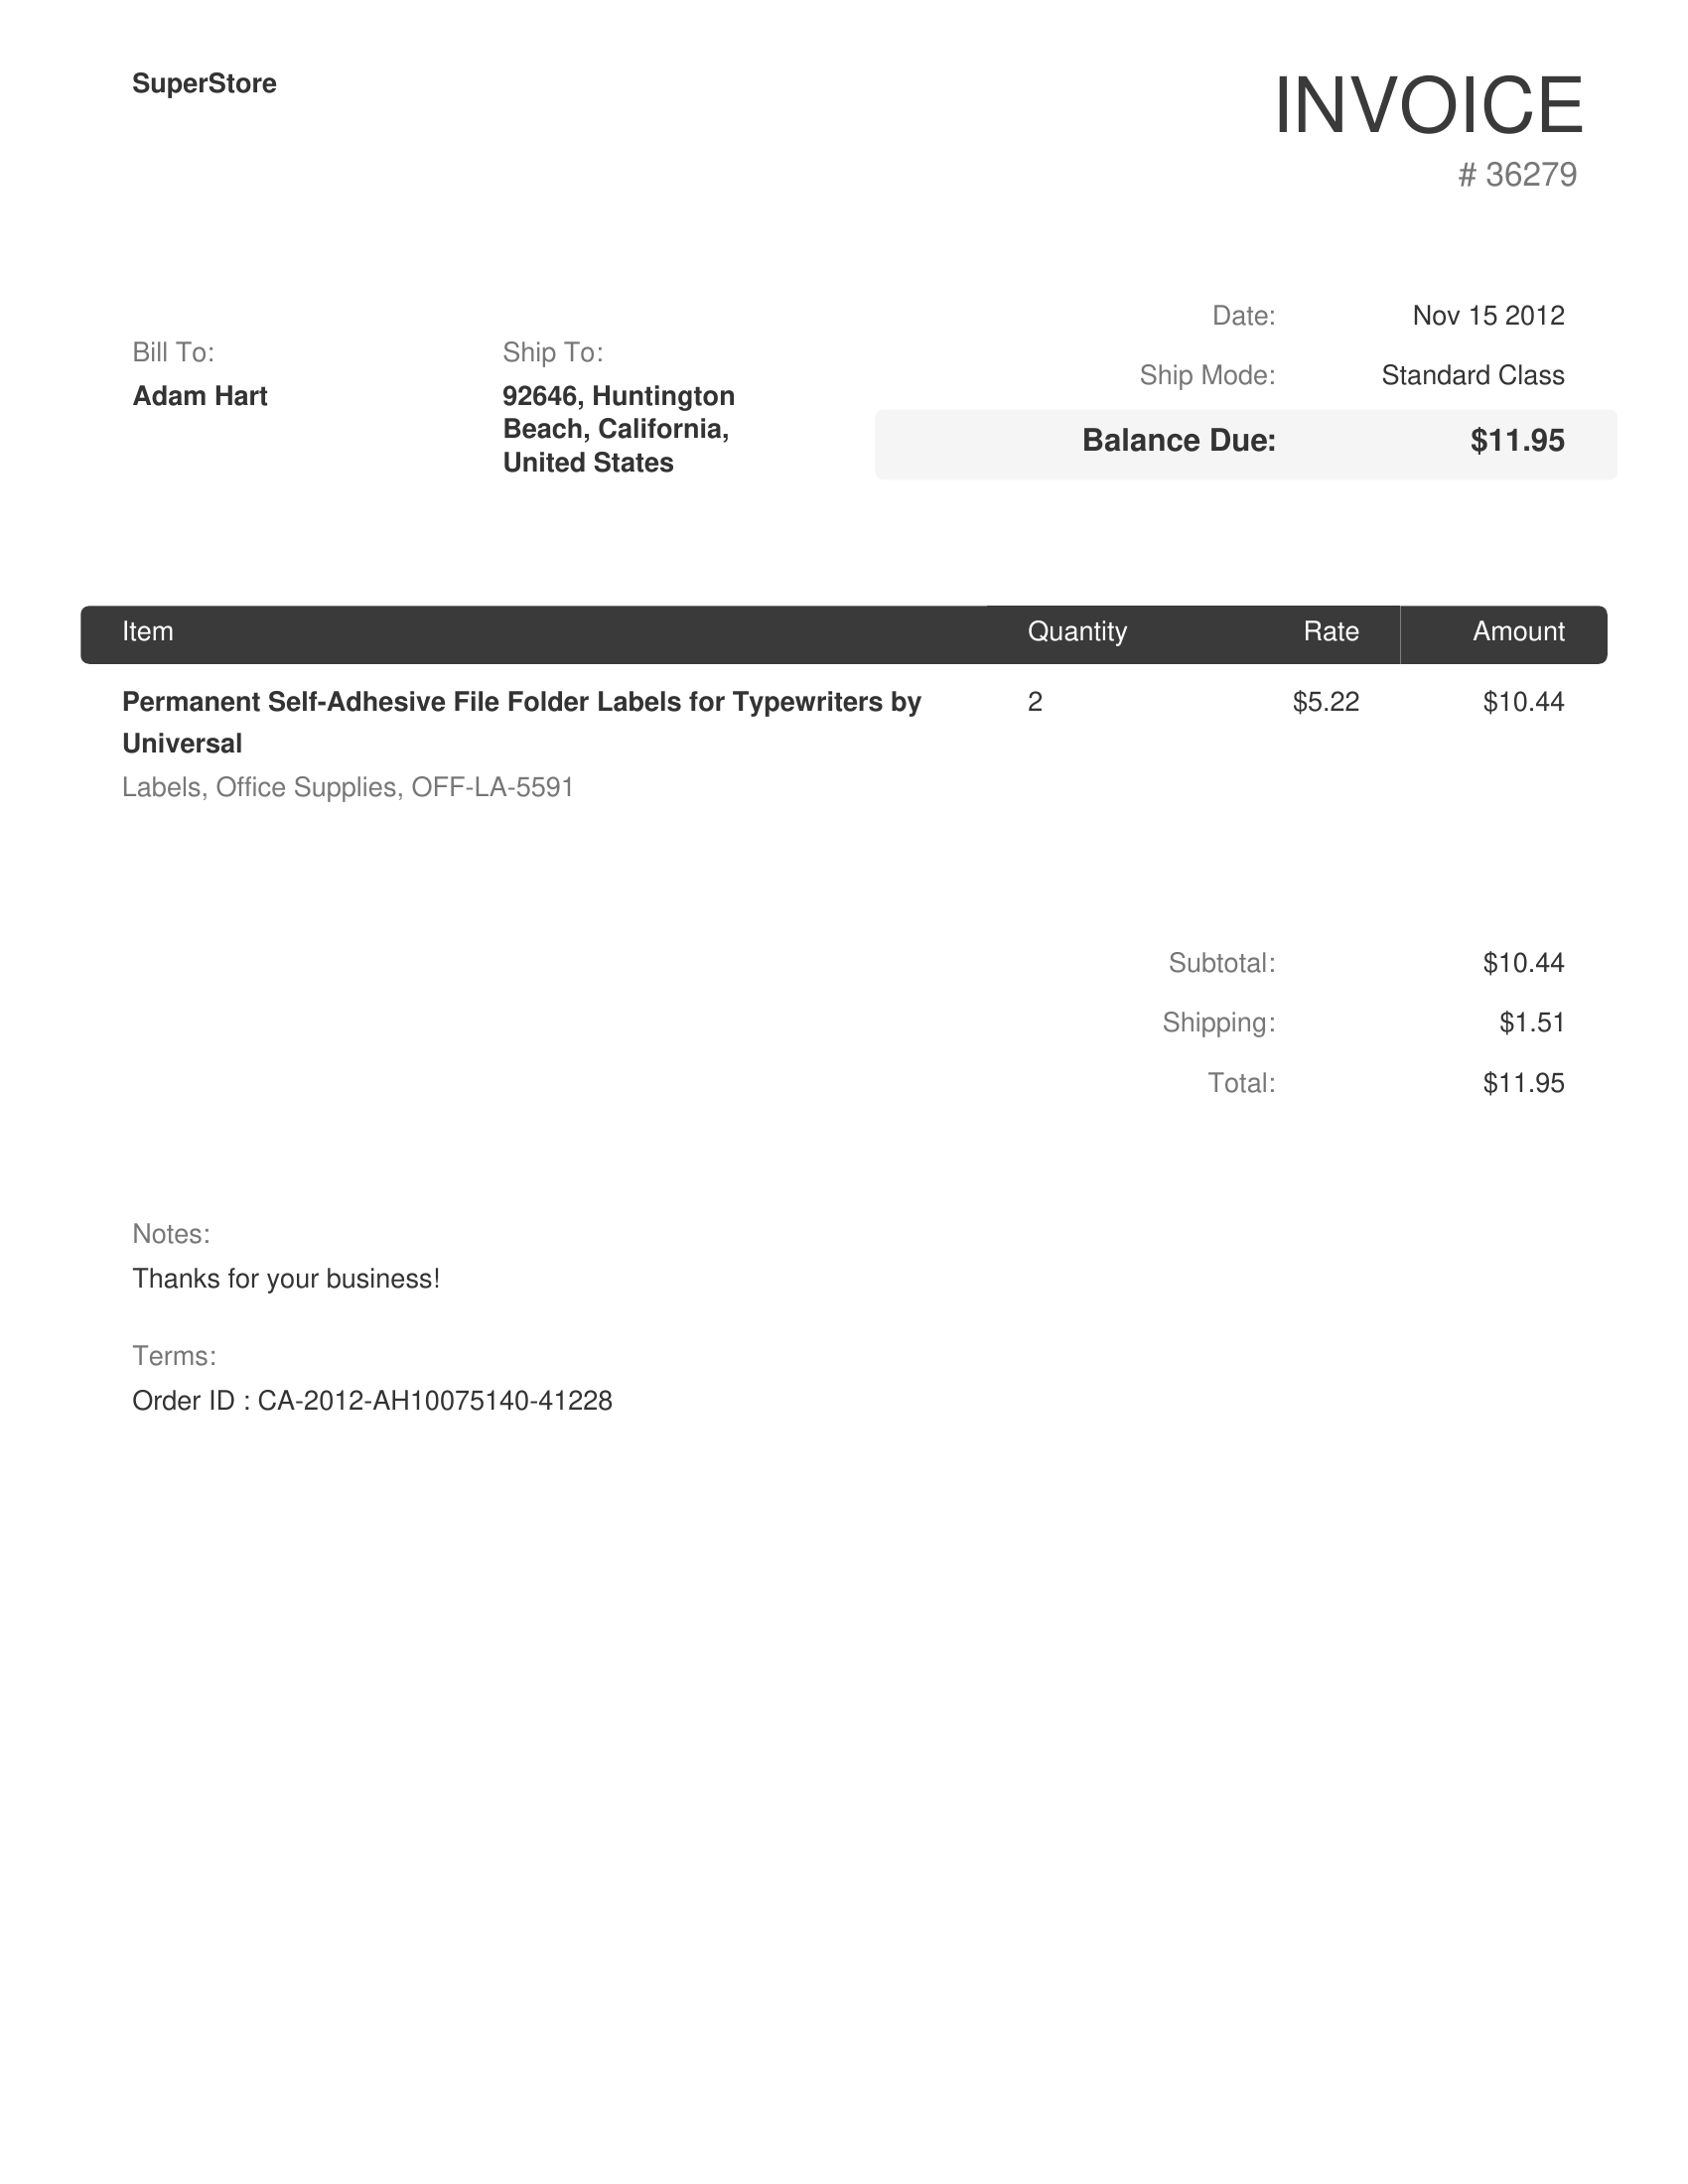 SuperStore
INVOICE
# 36279
Date: Nov 15 2012
Ship Mode: Standard Class
Balance Due: $11.95
Bill To:
Adam Hart
Ship To:
92646, Huntington
Beach, California,
United States
Item Quantity Rate Amount
Permanent Self-Adhesive File Folder Labels for Typewriters by 2 $5.22 $10.44
Universal
Labels, Office Supplies, OFF-LA-5591
Subtotal: $10.44
Shipping: $1.51
Total: $11.95
Notes:
Thanks for your business!
Terms:
Order ID : CA-2012-AH10075140-41228